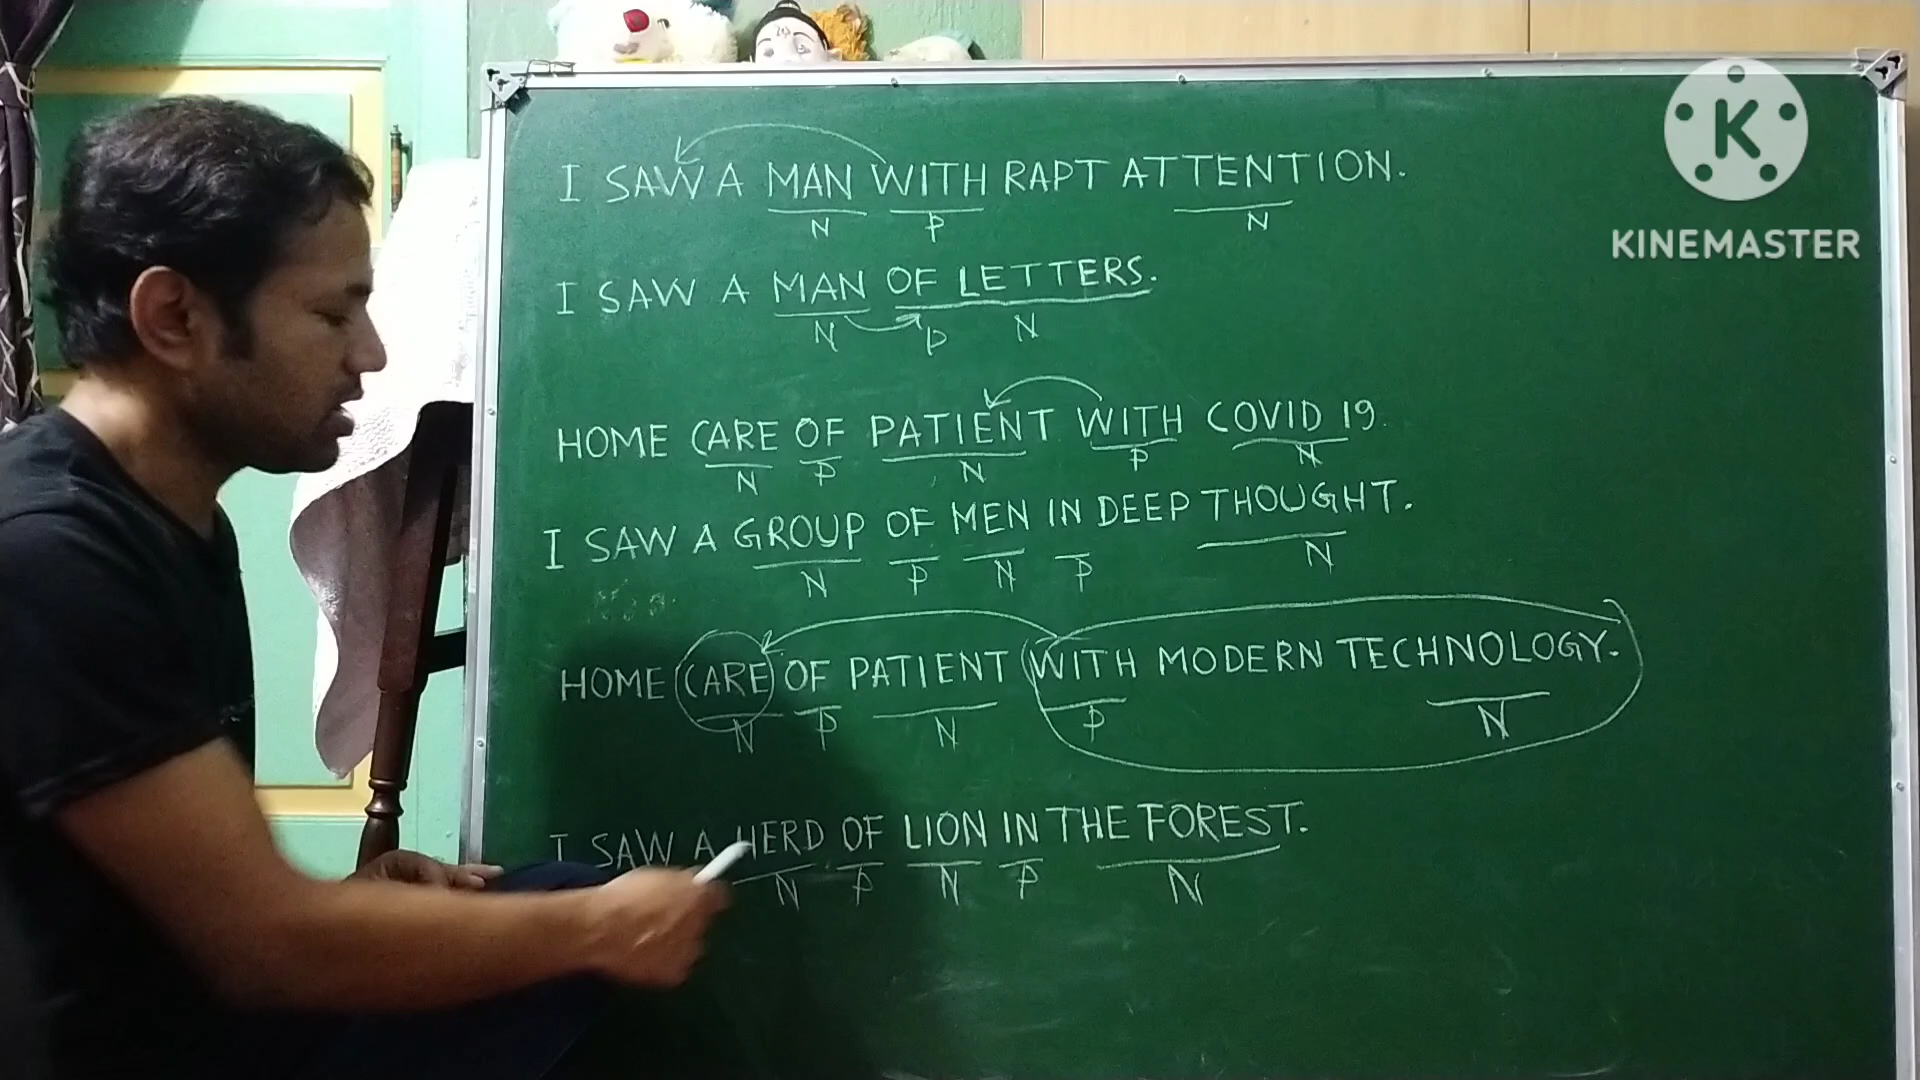 I SAW A MAN WITH RAPT ATTENTION.
N P N
I SAW A MAN OF LETTERS.
N P N
HOME CARE OF PATIENT WITH COVID 19.
N P N P N
I SAW A GROUP OF MEN IN DEEP THOUGHT.
N P N P N
HOME CARE OF PATIENT WITH MODERN TECHNOLOGY.
N P N P N
I SAW A HERD OF LION IN THE FOREST.
N P N P N
K
KINEMASTER